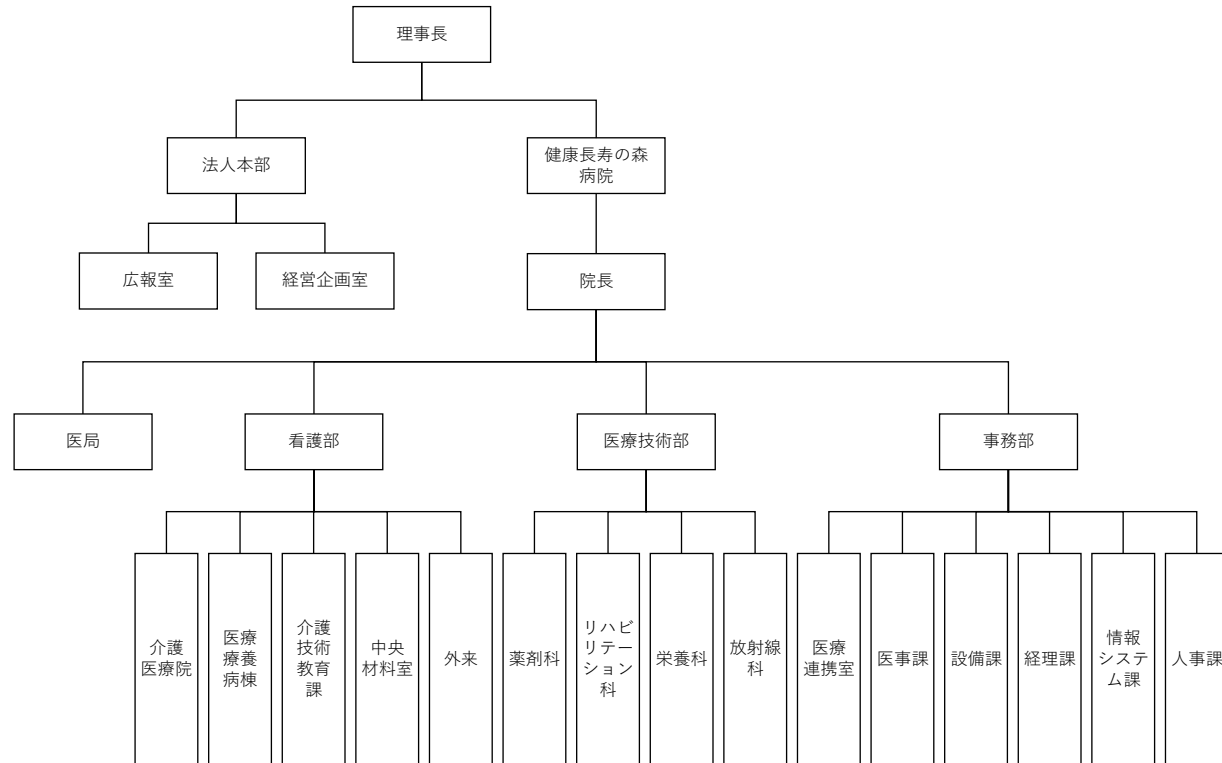 理事長
法人本部
健康長寿の森
病院
広報室
経営企画室
院長
医局
看護部
医療技術部
事務部
介護
医療院
医療
療養
病棟
介護
技術
教育
課
中央
材料室
外来
薬剤科
リハビ
リテー
ション
科
栄養科
放射線
科
医療
連携室
医事課
設備課
経理課
情報
システ
ム課
人事課